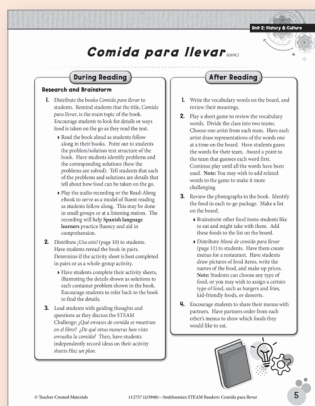 Unit 2: History & Culture
Comida para llevar (cont.)
During Reading
Research and Brainstorm
1. Distribute the books Comida para llevar to
students. Remind students that the title, Comida
para llevar, is the main topic of the book.
Encourage students to look for details or ways
food is taken on the go as they read the text.
Read the book aloud as students follow
along in their books. Point out to students
the problem/solution text structure of the
book. Have students identify problems and
the corresponding solutions (how the
problems are solved). Tell students that each
of the problems and solutions are details that
tell about how food can be taken on the go.
Play the audio recording or the Read-Along
eBook to serve as a model of fluent reading
as students follow along. This may be done
in small groups or at a listening station. The
recording will help Spanish language
learners practice fluency and aid in
comprehension.
2. Distribute ¡Usa esto! (page 10) to students.
Have students reread the book in pairs.
Determine if the activity sheet is best completed
in pairs or as a whole-group activity.
Have students complete their activity sheets,
illustrating the details shown as solutions to
each container problem shown in the book.
Encourage students to refer back to the book
to find the details.
3. Lead students with guiding thoughts and
questions as they discuss the STEAM
Challenge: ¿Qué envases de comida se muestran
en el libro? ¿De qué otras maneras has visto
envuelta la comida? Then, have students
independently record ideas on their activity
sheets Haz un plan.
After Reading
1. Write the vocabulary words on the board, and
review their meanings.
2. Play a short game to review the vocabulary
words. Divide the class into two teams.
Choose one artist from each team. Have each
artist draw representations of the words one
at a time on the board. Have students guess
the words for their team. Award a point to
the team that guesses each word first.
Continue play until all the words have been
used. Note: You may wish to add related
words to the game to make it more
challenging.
3. Review the photographs in the book. Identify
the food in each to go package. Make a list
on the board.
Brainstorm other food items students like
to eat and might take with them. Add
these foods to the list on the board.
Distribute Menú de comida para llevar
(page 11) to students. Have them create
menus for a restaurant. Have students
draw pictures of food items, write the
names of the food, and make up prices.
Note: Students can choose any type of
food, or you may wish to assign a certain
type of food, such as burgers and fries,
kid-friendly foods, or desserts.
4. Encourage students to share their menus with
partners. Have partners order from each
other's menus to show which foods they
would like to eat.
© Teacher Created Materials
Smithsonian STEAM Readers: Comida para llevar
5